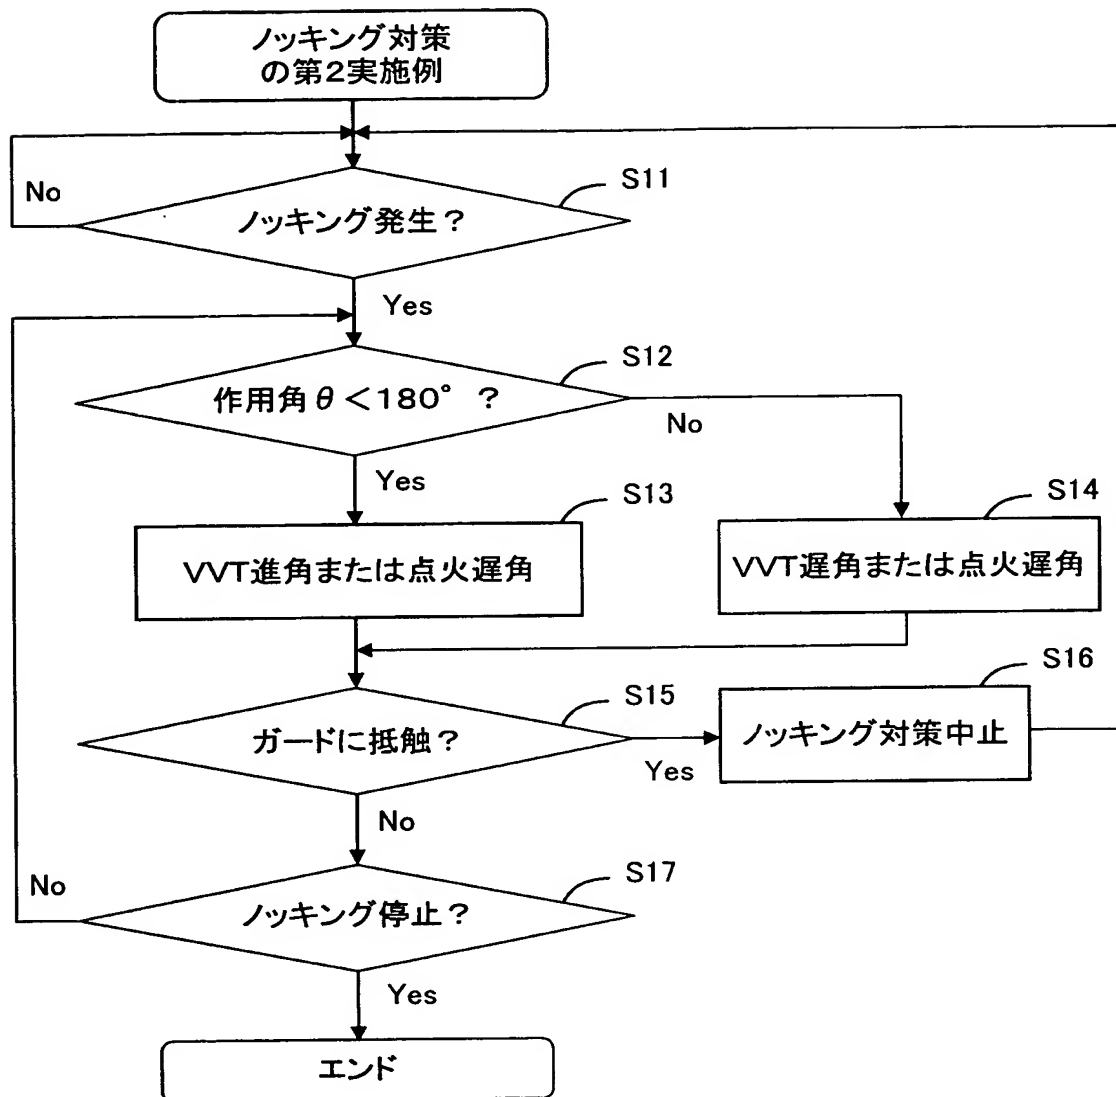 ノッキング対策
の第2実施例
No
S11
ノッキング発生？
Yes
S12
作用角θ＜180°？
No
Yes
S13
S14
VVT進角または点火遅角
VVT遅角または点火遅角
S16
S15
ガードに抵触？
ノッキング対策中止
Yes
No
S17
No
ノッキング停止？
Yes
エンド